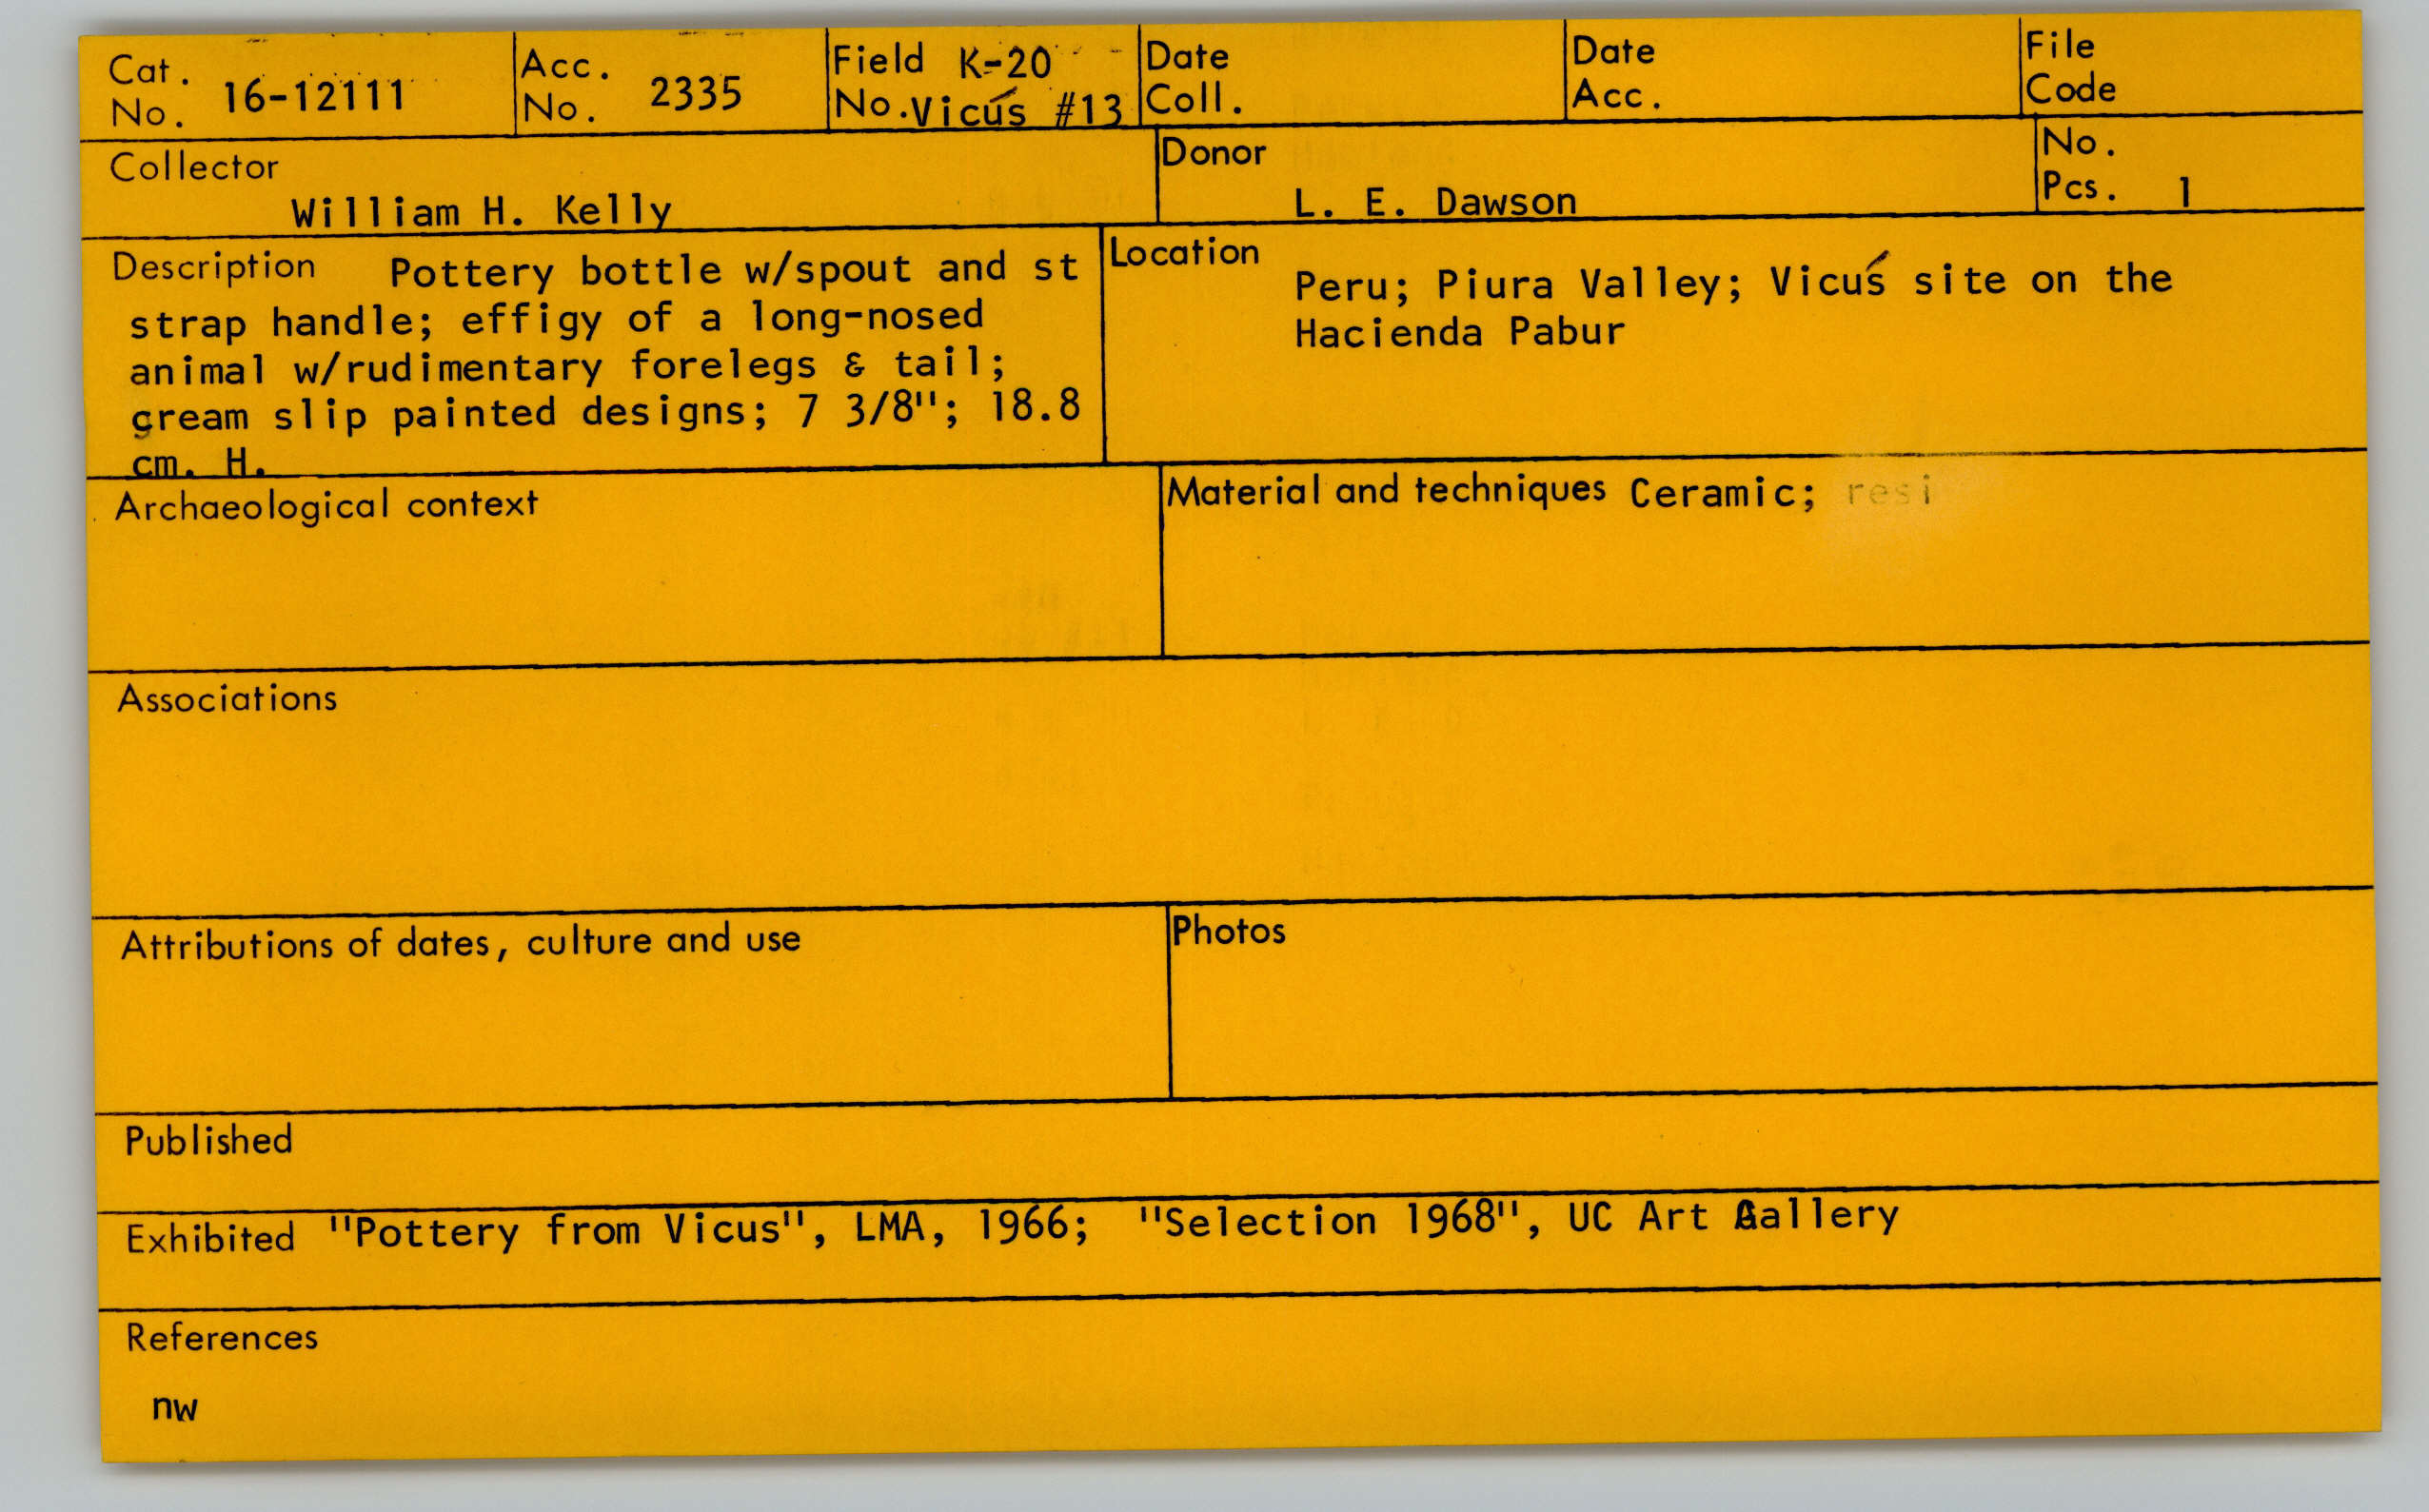 Cat. No. 16-12111 Acc. No. 2335 Field No. K-20 Vicús #13 Date Coll. Date Acc. File Code
Collector William H. Kelly Donor L. E. Dawson No. Pcs. 1
Description Pottery bottle w/spout and st
strap handle; effigy of a long-nosed
animal w/rudimentary forelegs & tail;
cream slip painted designs; 7 3/8"; 18.8
cm. H.
Location Peru; Piura Valley; Vicús site on the
Hacienda Pabur
Archaeological context
Material and techniques Ceramic; resi
Associations
Attributions of dates, culture and use
Photos
Published
Exhibited "Pottery from Vicus", LMA, 1966; "Selection 1968", UC Art Gallery
References
nw